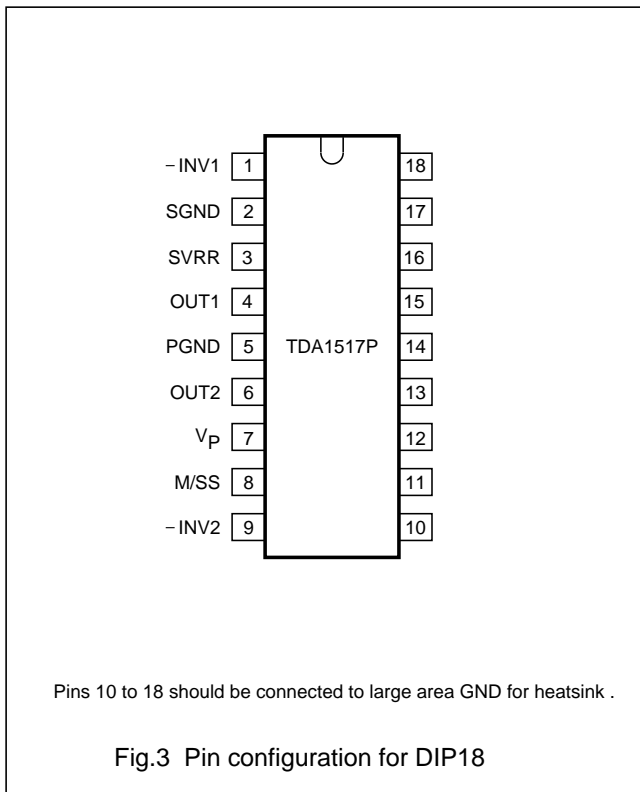 −INV1 1 18
SGND 2 17
SVRR 3 16
OUT1 4 15
PGND 5 TDA1517P 14
OUT2 6 13
VP 7 12
M/SS 8 11
−INV2 9 10
Pins 10 to 18 should be connected to large area GND for heatsink .
Fig.3 Pin configuration for DIP18